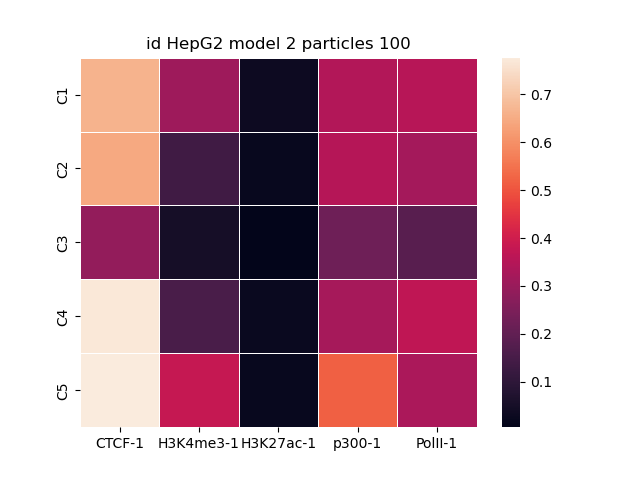 id HepG2 model 2 particles 100
C1
C2
C3
C4
C5
CTCF-1 H3K4me3-1 H3K27ac-1 p300-1 PolII-1
0.7
0.6
0.5
0.4
0.3
0.2
0.1